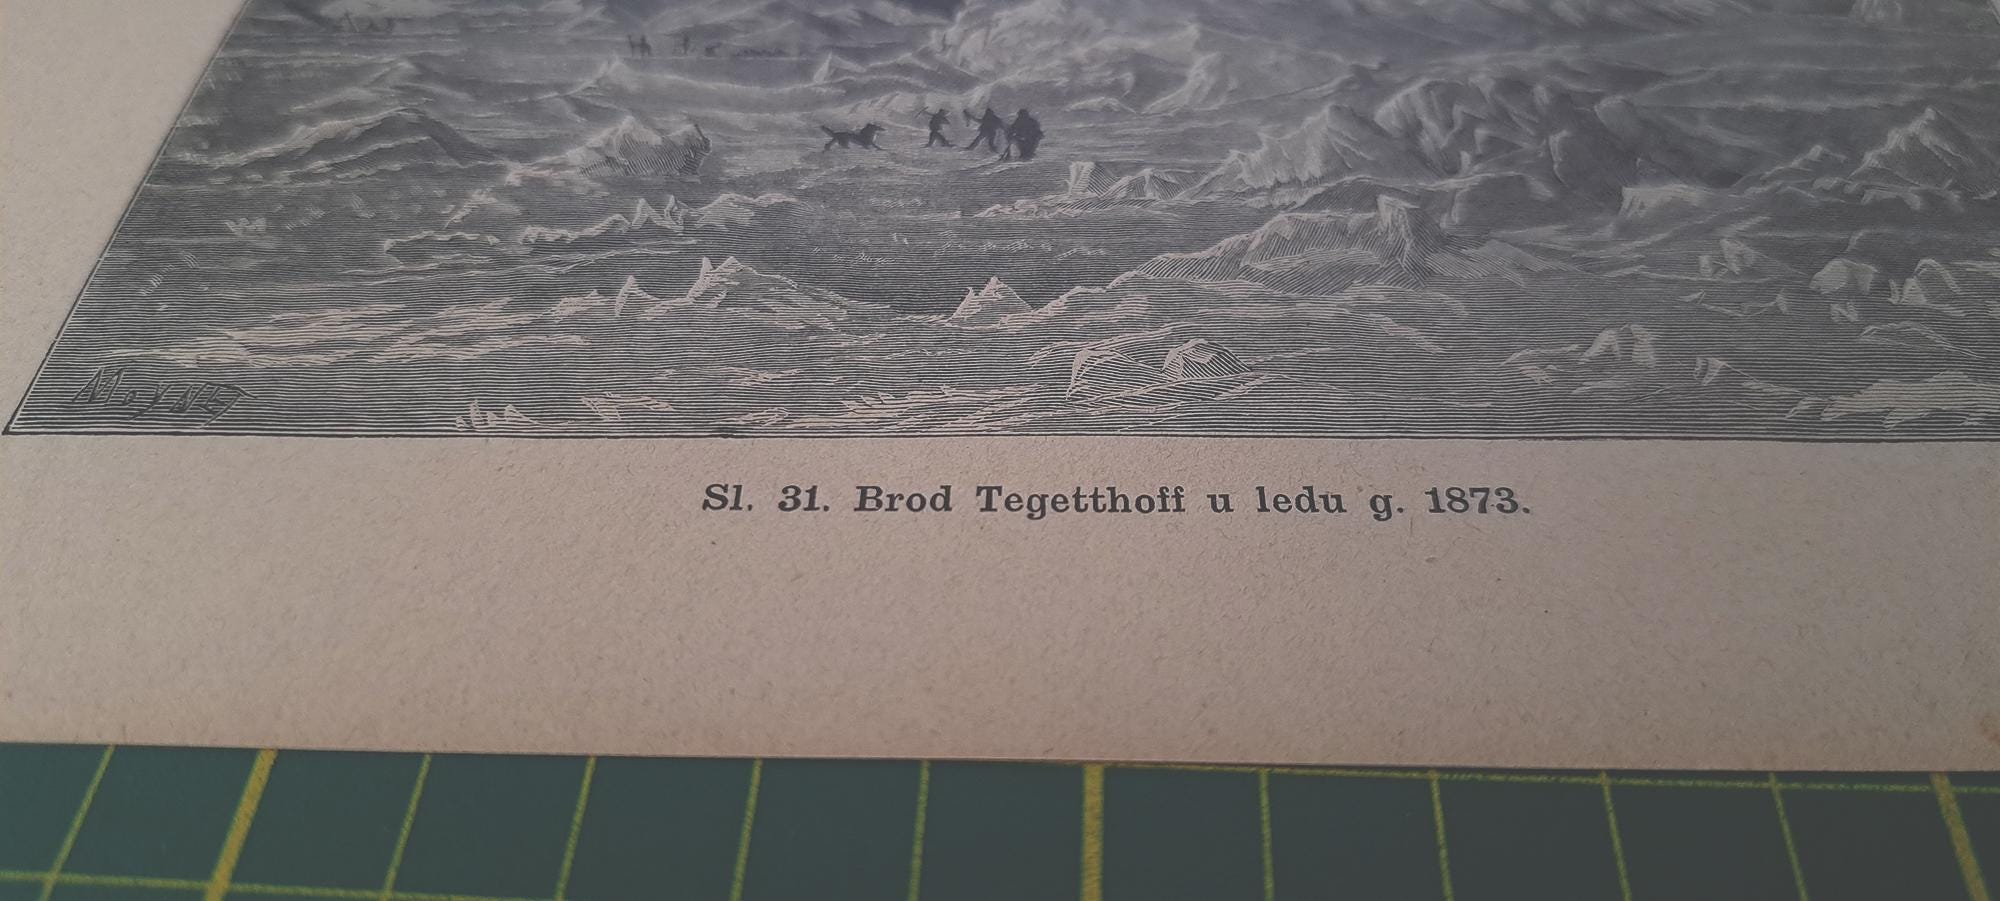 Sl. 31. Brod Tegetthoff u ledu g. 1873.